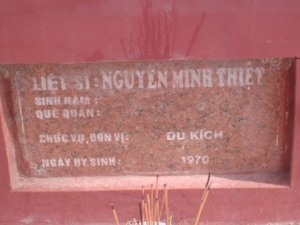 LIỆT SĨ : NGUYỄN MINH THIỆT
SINH NĂM :
QUÊ QUÁN :
CHỨC VỤ, ĐƠN VỊ : DU KÍCH
NGÀY HY SINH : 1970